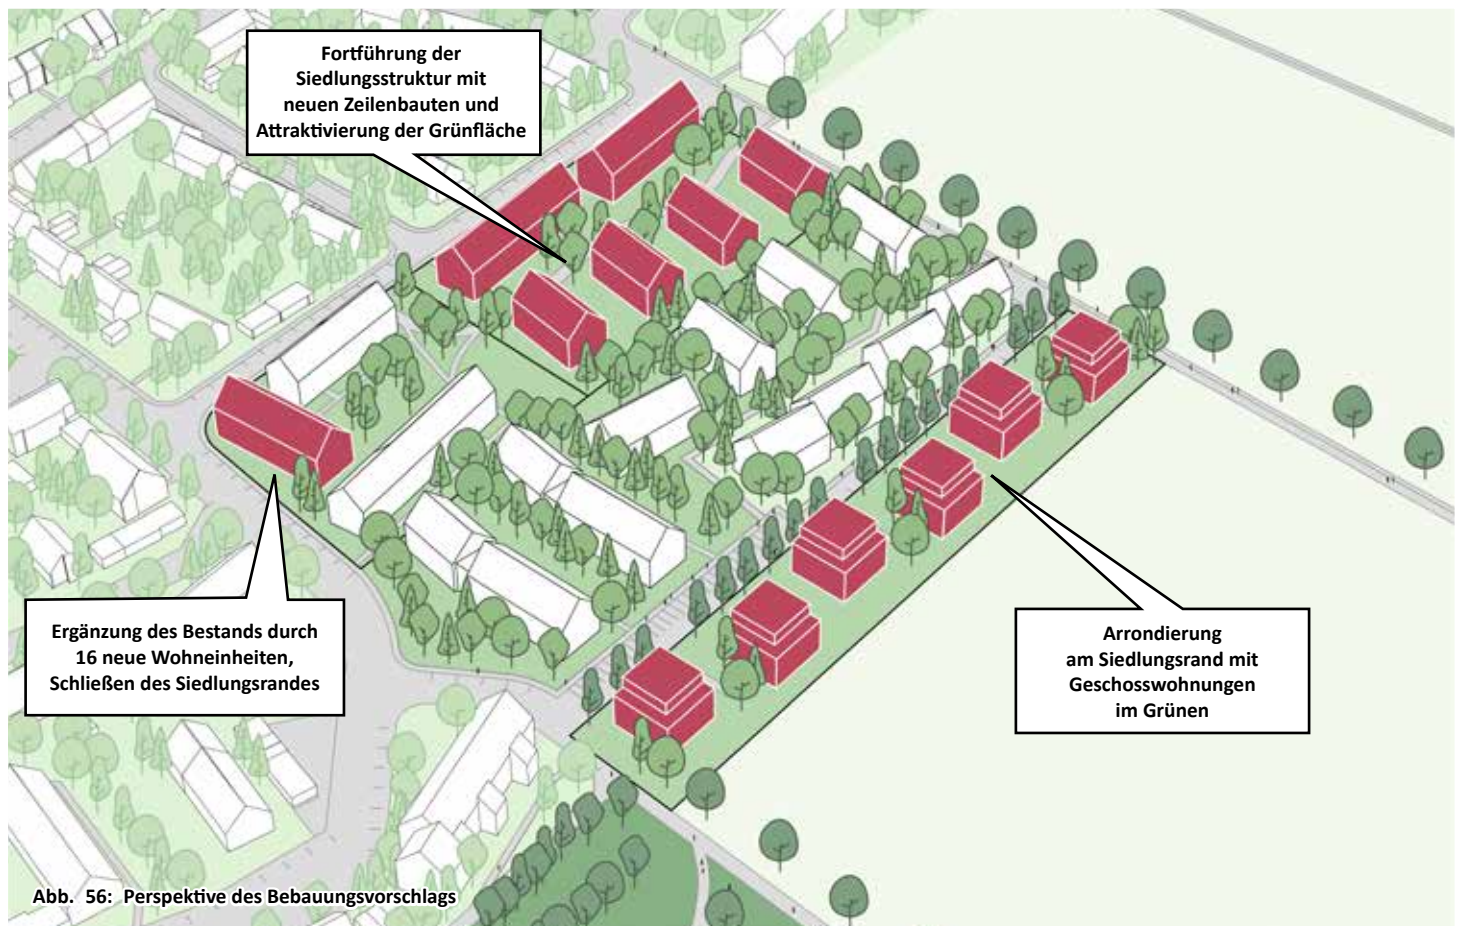 Fortführung der
Siedlungsstruktur mit
neuen Zeilenbauten und
Attraktivierung der Grünfläche
Ergänzung des Bestands durch
16 neue Wohneinheiten,
Schließen des Siedlungsrandes
Arrondierung
am Siedlungsrand mit
Geschosswohnungen
im Grünen
Abb. 56: Perspektive des Bebauungsvorschlags